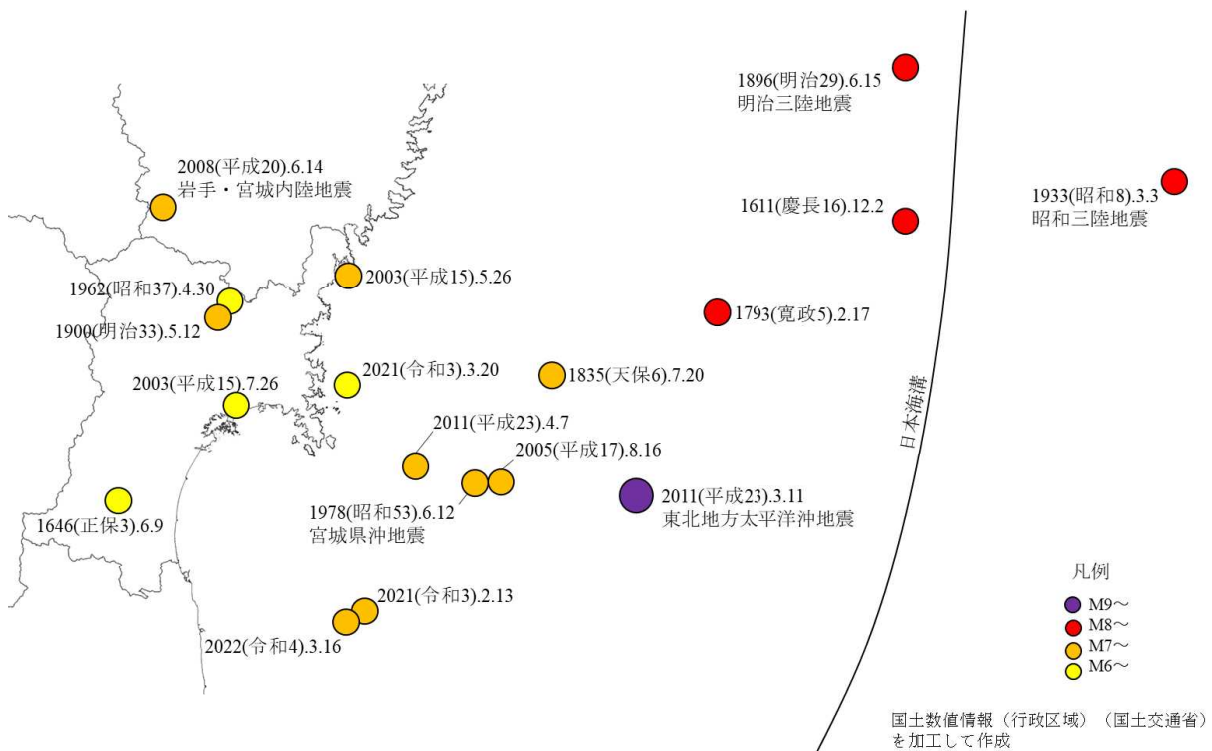 1896(明治29).6.15
明治三陸地震
2008(平成20).6.14
岩手・宮城内陸地震
1933(昭和8).3.3
昭和三陸地震
1611(慶長16).12.2
2003(平成15).5.26
1962(昭和37).4.30
1900(明治33).5.12
1793(寛政5).2.17
2021(令和3).3.20
1835(天保6).7.20
2003(平成15).7.26
日本海溝
2011(平成23).4.7
2005(平成17).8.16
1978(昭和53).6.12
宮城県沖地震
2011(平成23).3.11
東北地方太平洋沖地震
1646(正保3).6.9
2021(令和3).2.13
2022(令和4).3.16
凡例
M9～
M8～
M7～
M6～
国土数値情報（行政区域）（国土交通省）
を加工して作成